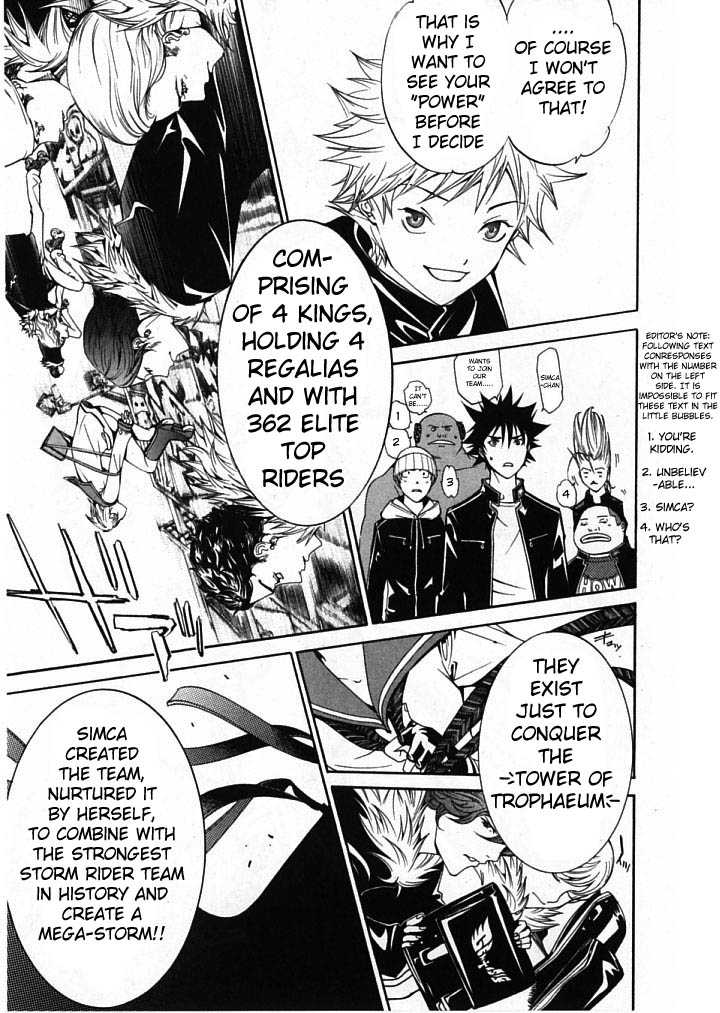 ....
OF COURSE
I WON'T
AGREE TO
THAT!
THAT IS
WHY I
WANT TO
SEE YOUR
"POWER"
BEFORE
I DECIDE
SIMCA
-CHAN
WANTS
TO JOIN
OUR
TEAM.....
IT CAN'T
BE.....
1
2
3
4
HOW
EDITOR'S NOTE:
FOLLOWING TEXT
CONRESPONSES
WITH THE NUMBER
ON THE LEFT
SIDE. IT IS
IMPOSSIBLE TO FIT
THESE TEXT IN THE
LITTLE BUBBLES.
1. YOU'RE
KIDDING.
2. UNBELIEV
-ABLE...
3. SIMCA?
4. WHO'S
THAT?
COM-
PRISING
OF 4 KINGS,
HOLDING 4
REGALIAS
AND WITH
362 ELITE
TOP
RIDERS
THEY
EXIST
JUST TO
CONQUER
THE
-TOWER OF
TROPHAEUM-
SIMCA
CREATED
THE TEAM,
NURTURED IT
BY HERSELF,
TO COMBINE WITH
THE STRONGEST
STORM RIDER TEAM
IN HISTORY AND
CREATE A
MEGA-STORM!!